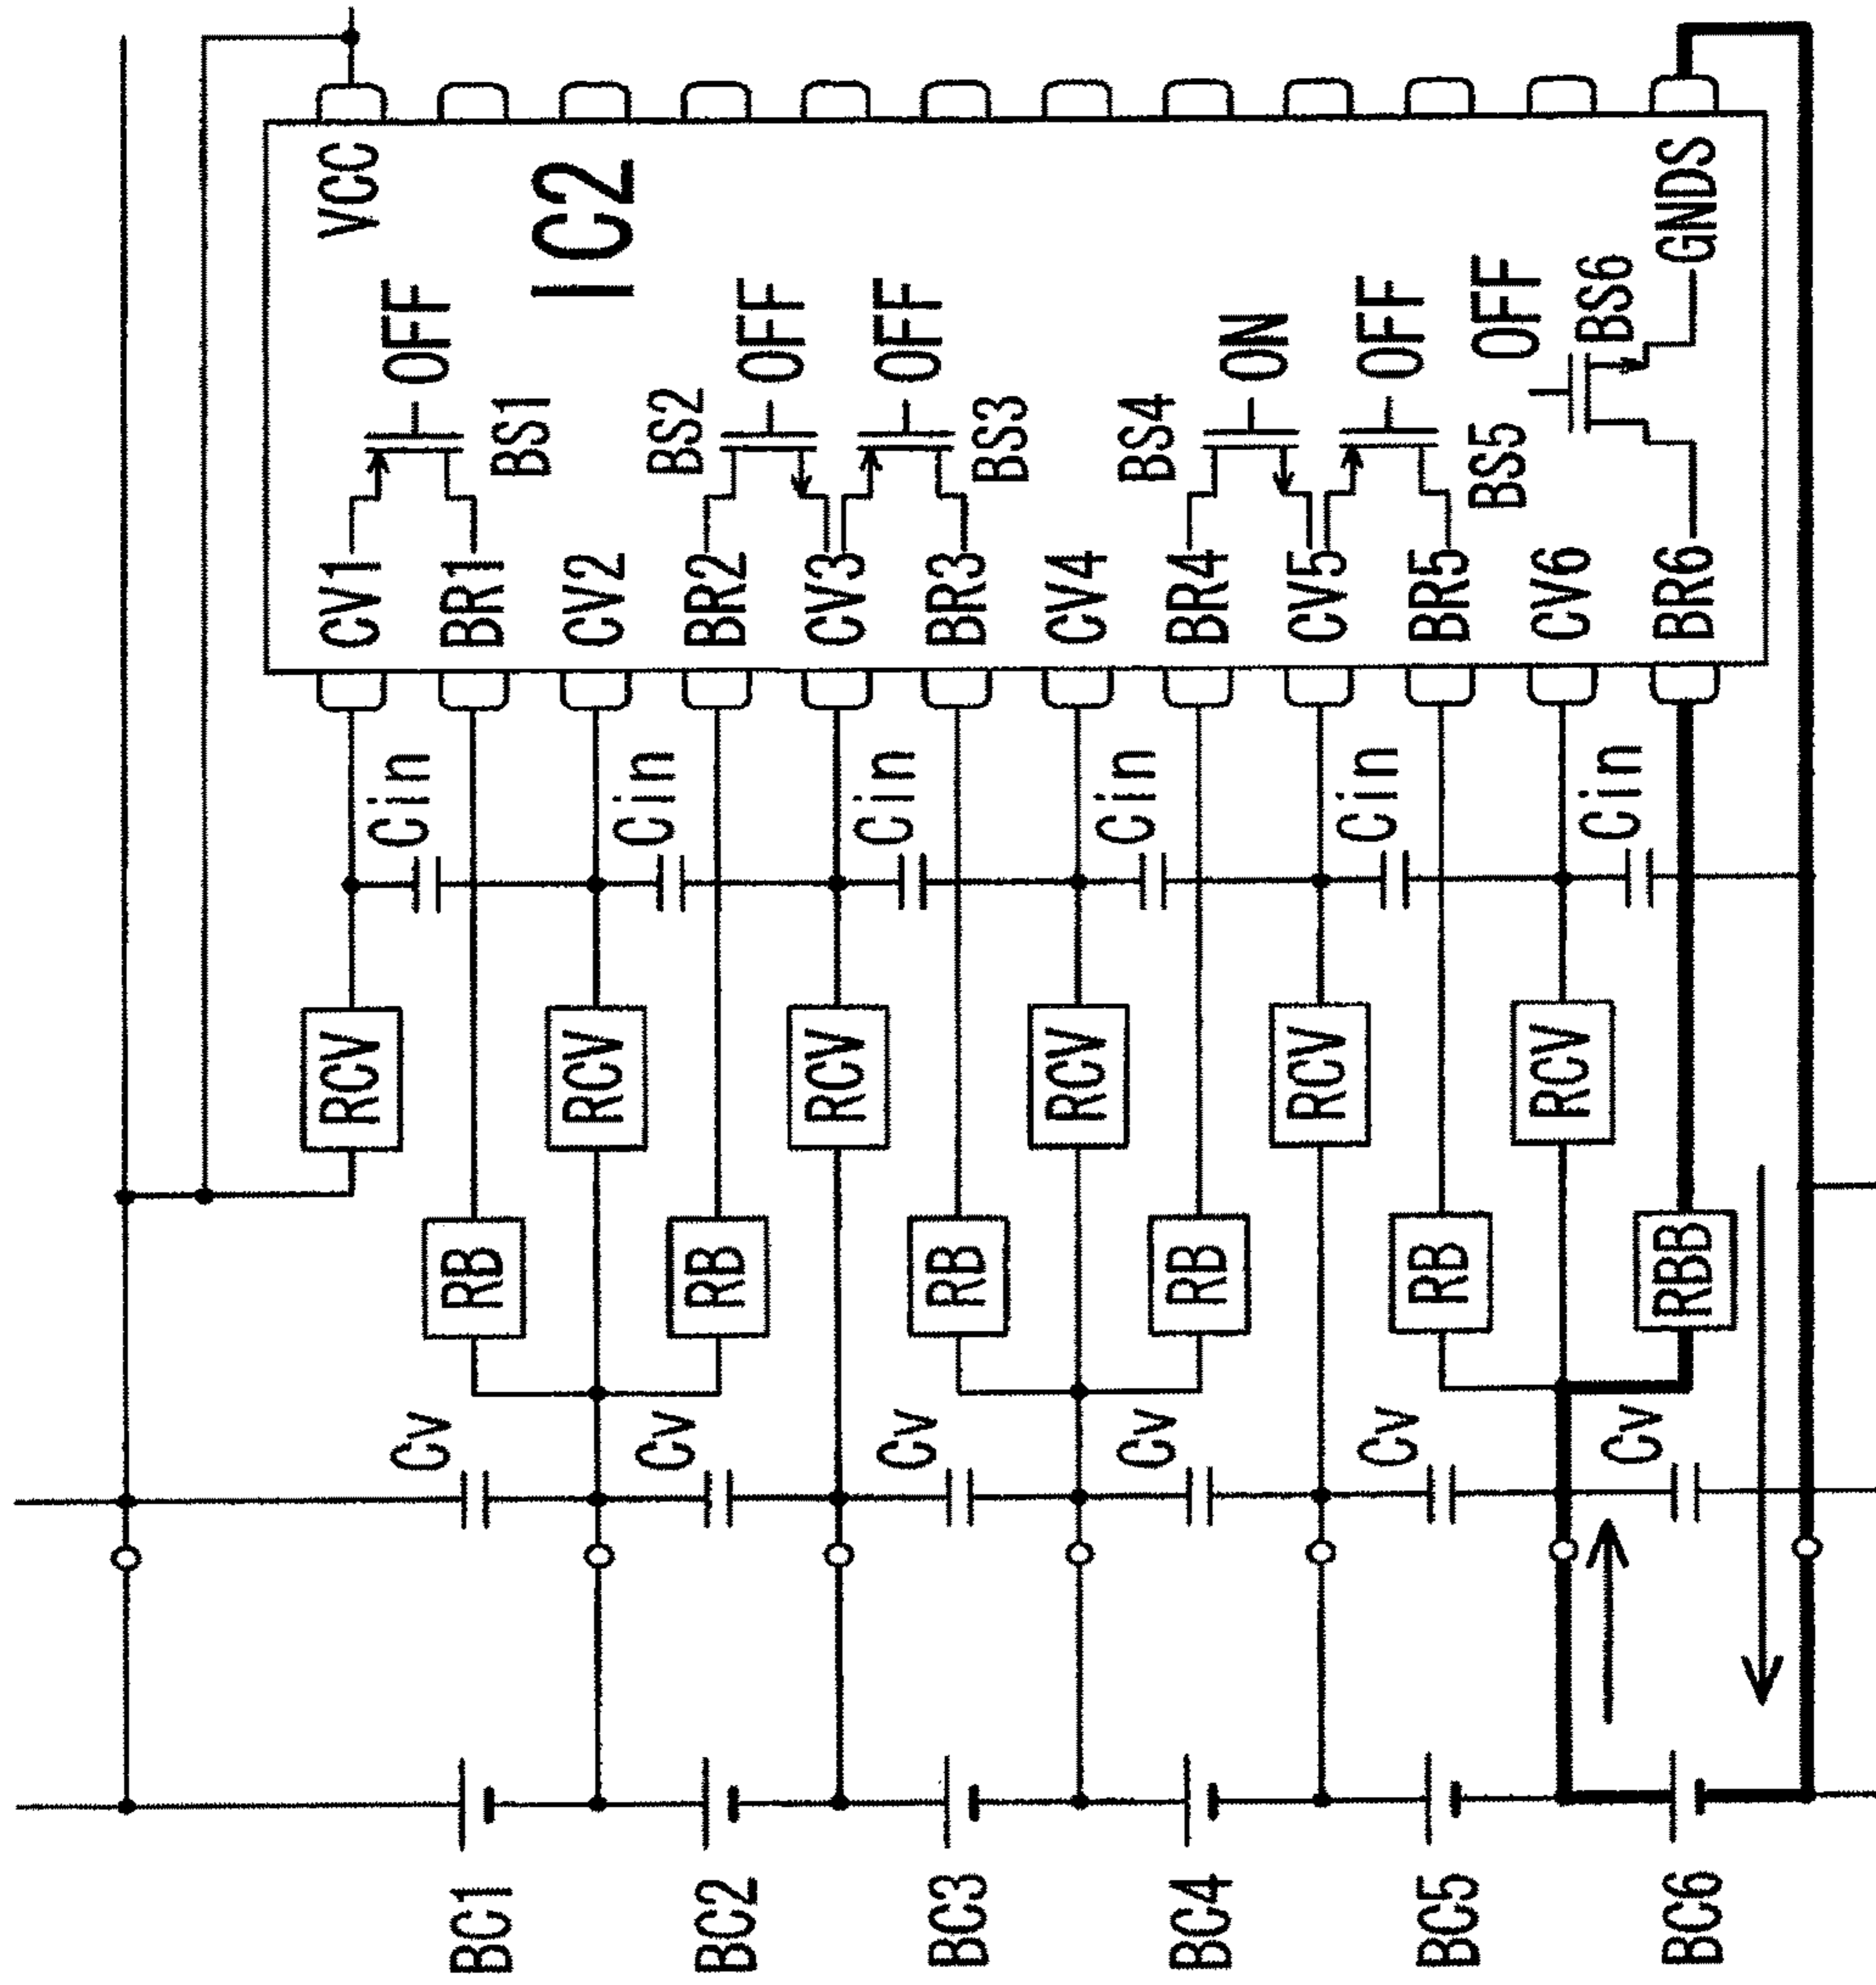 VCC
IC2
GNDS
OFF
OFF
OFF
ON
OFF
OFF
BS1
BS2
BS3
BS4
BS5
BS6
CV1
BR1
CV2
BR2
CV3
BR3
CV4
BR4
CV5
BR5
CV6
BR6
Cin
Cin
Cin
Cin
Cin
Cin
RCV
RCV
RCV
RCV
RCV
RCV
RB
RB
RB
RB
RB
RBB
Cv
Cv
Cv
Cv
Cv
Cv
BC1
BC2
BC3
BC4
BC5
BC6